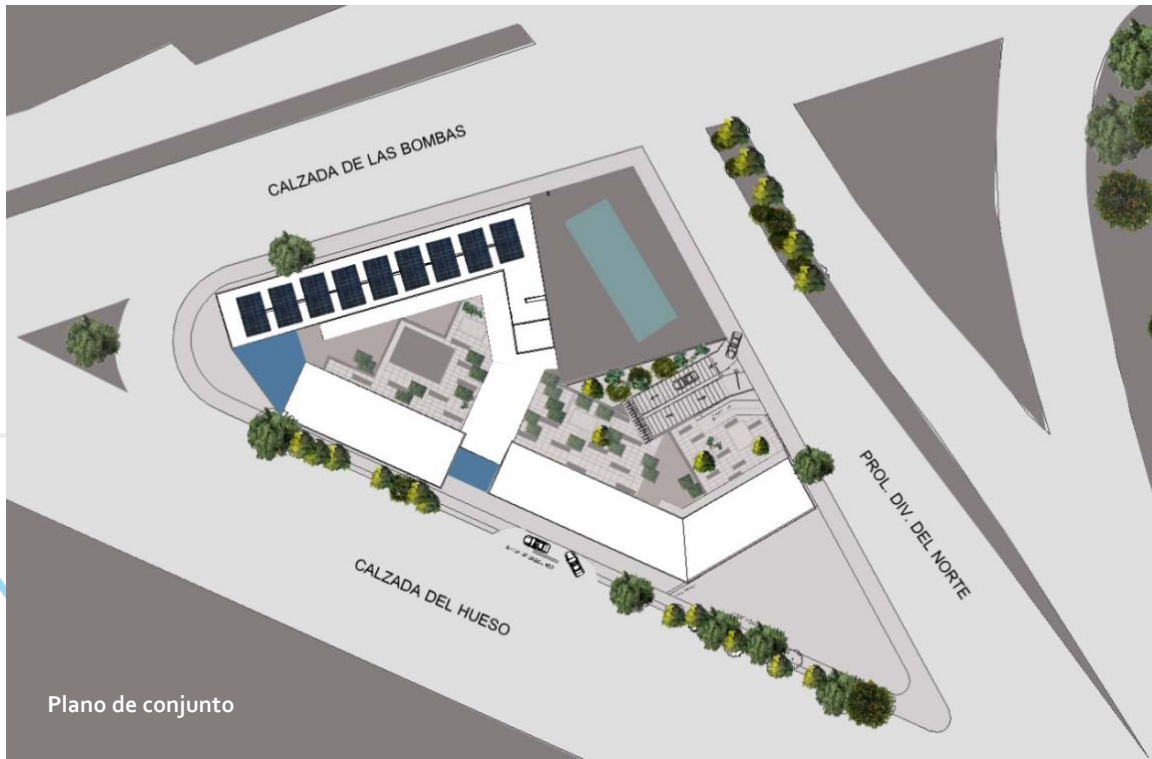 CALZADA DE LAS BOMBAS
PROL. DIV. DEL NORTE
CALZADA DEL HUESO
Plano de conjunto